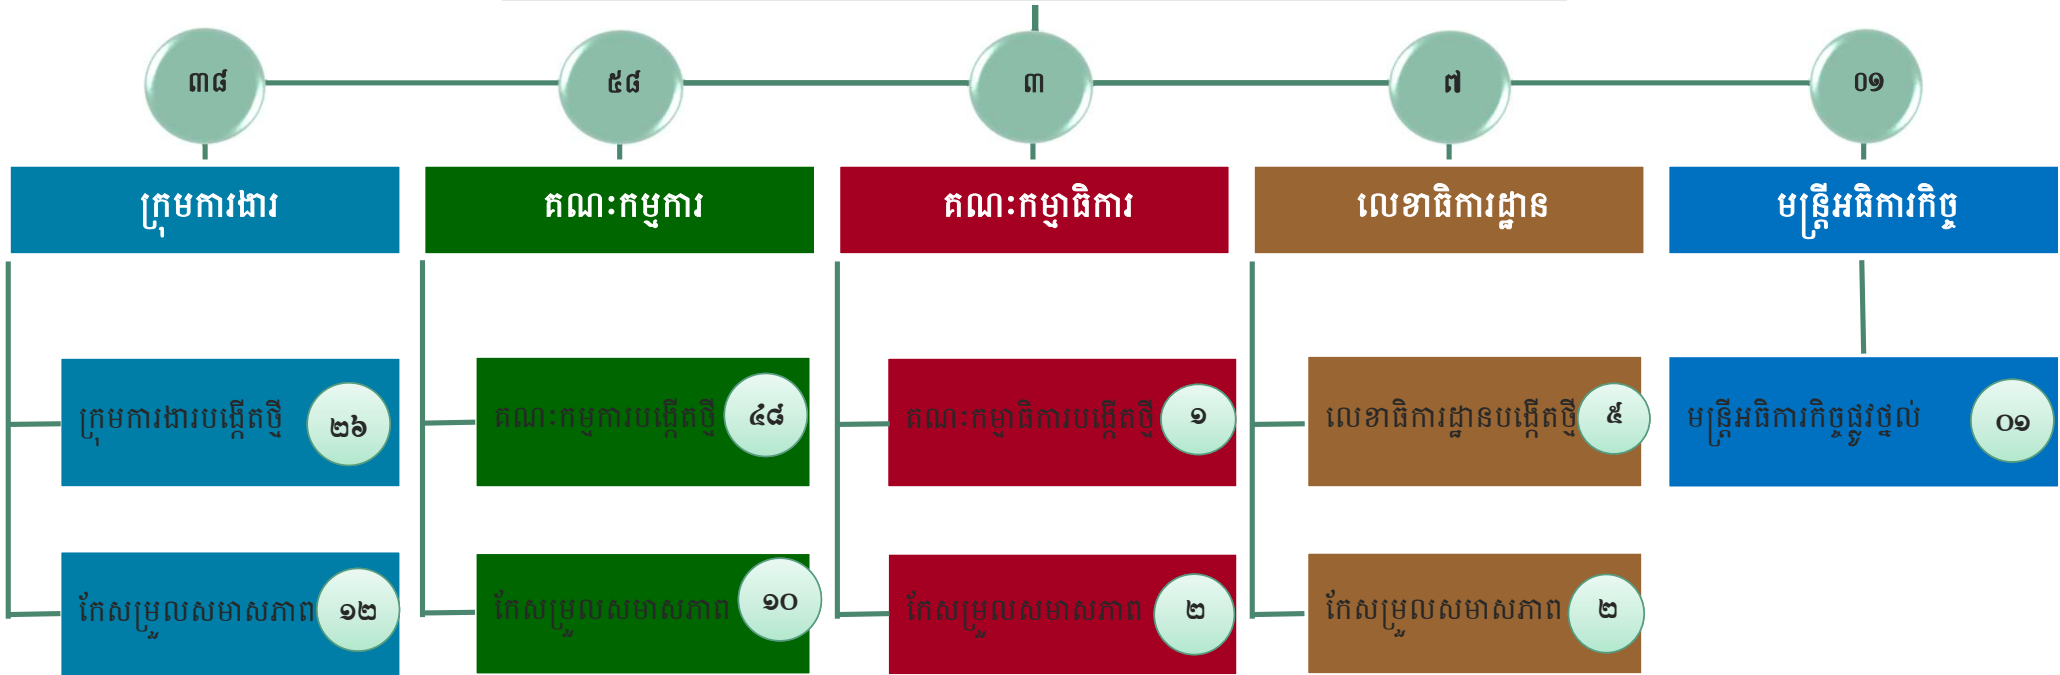 ៣៨
៥៨
៣
៧
០១
ក្រុមការងារ
គណៈកម្មការ
គណៈកម្មាធិការ
លេខាធិការដ្ឋាន
មន្ត្រីអធិការកិច្ច
ក្រុមការងារបង្កើតថ្មី
២៦
គណៈកម្មការបង្កើតថ្មី
៤៨
គណៈកម្មាធិការបង្កើតថ្មី
១
លេខាធិការដ្ឋានបង្កើតថ្មី
៥
មន្ត្រីអធិការកិច្ចផ្លូវថ្នល់
០១
កែសម្រួលសមាសភាព
១២
កែសម្រួលសមាសភាព
១០
កែសម្រួលសមាសភាព
២
កែសម្រួលសមាសភាព
២